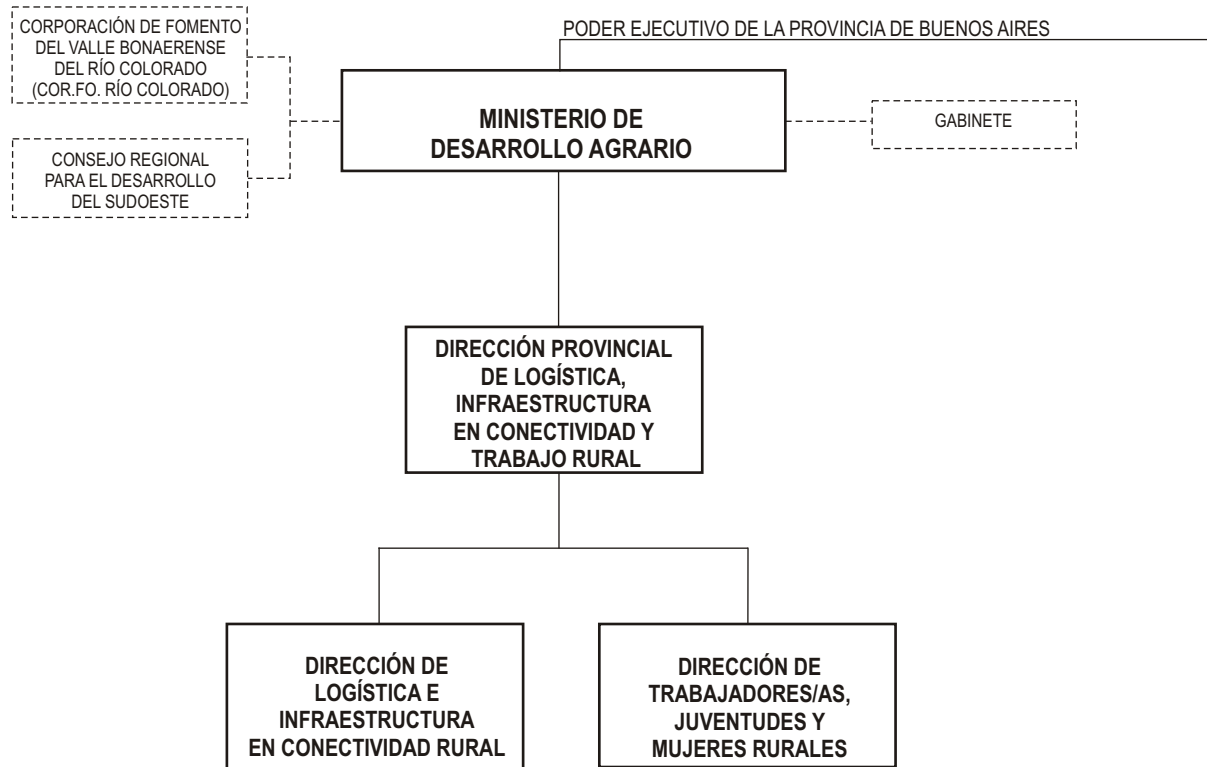 CORPORACIÓN DE FOMENTO
DEL VALLE BONAERENSE
DEL RÍO COLORADO
(COR.FO. RÍO COLORADO)
PODER EJECUTIVO DE LA PROVINCIA DE BUENOS AIRES
MINISTERIO DE
DESARROLLO AGRARIO
GABINETE
CONSEJO REGIONAL
PARA EL DESARROLLO
DEL SUDOESTE
DIRECCIÓN PROVINCIAL
DE LOGÍSTICA,
INFRAESTRUCTURA
EN CONECTIVIDAD Y
TRABAJO RURAL
DIRECCIÓN DE
LOGÍSTICA E
INFRAESTRUCTURA
EN CONECTIVIDAD RURAL
DIRECCIÓN DE
TRABAJADORES/AS,
JUVENTUDES Y
MUJERES RURALES